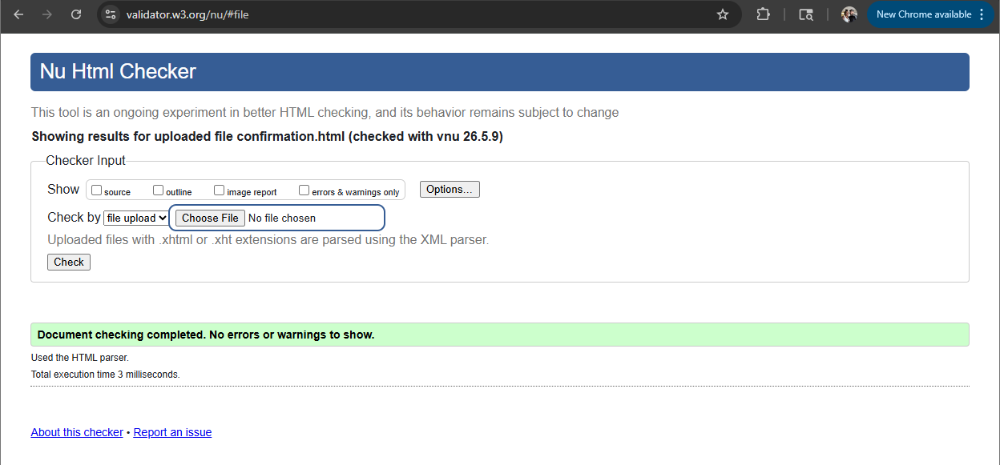 validator.w3.org/nu/#file
New Chrome available
Nu Html Checker
This tool is an ongoing experiment in better HTML checking, and its behavior remains subject to change
Showing results for uploaded file confirmation.html (checked with vnu 26.5.9)
Checker Input
Show source outline image report errors & warnings only Options...
Check by file upload Choose File No file chosen
Uploaded files with .xhtml or .xht extensions are parsed using the XML parser.
Check
Document checking completed. No errors or warnings to show.
Used the HTML parser.
Total execution time 3 milliseconds.
About this checker • Report an issue